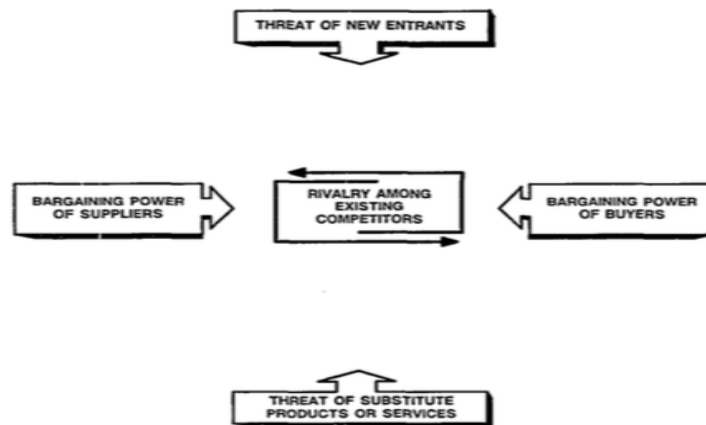 THREAT OF NEW ENTRANTS
BARGAINING POWER
OF SUPPLIERS
RIVALRY AMONG
EXISTING
COMPETITORS
BARGAINING POWER
OF BUYERS
THREAT OF SUBSTITUTE
PRODUCTS OR SERVICES